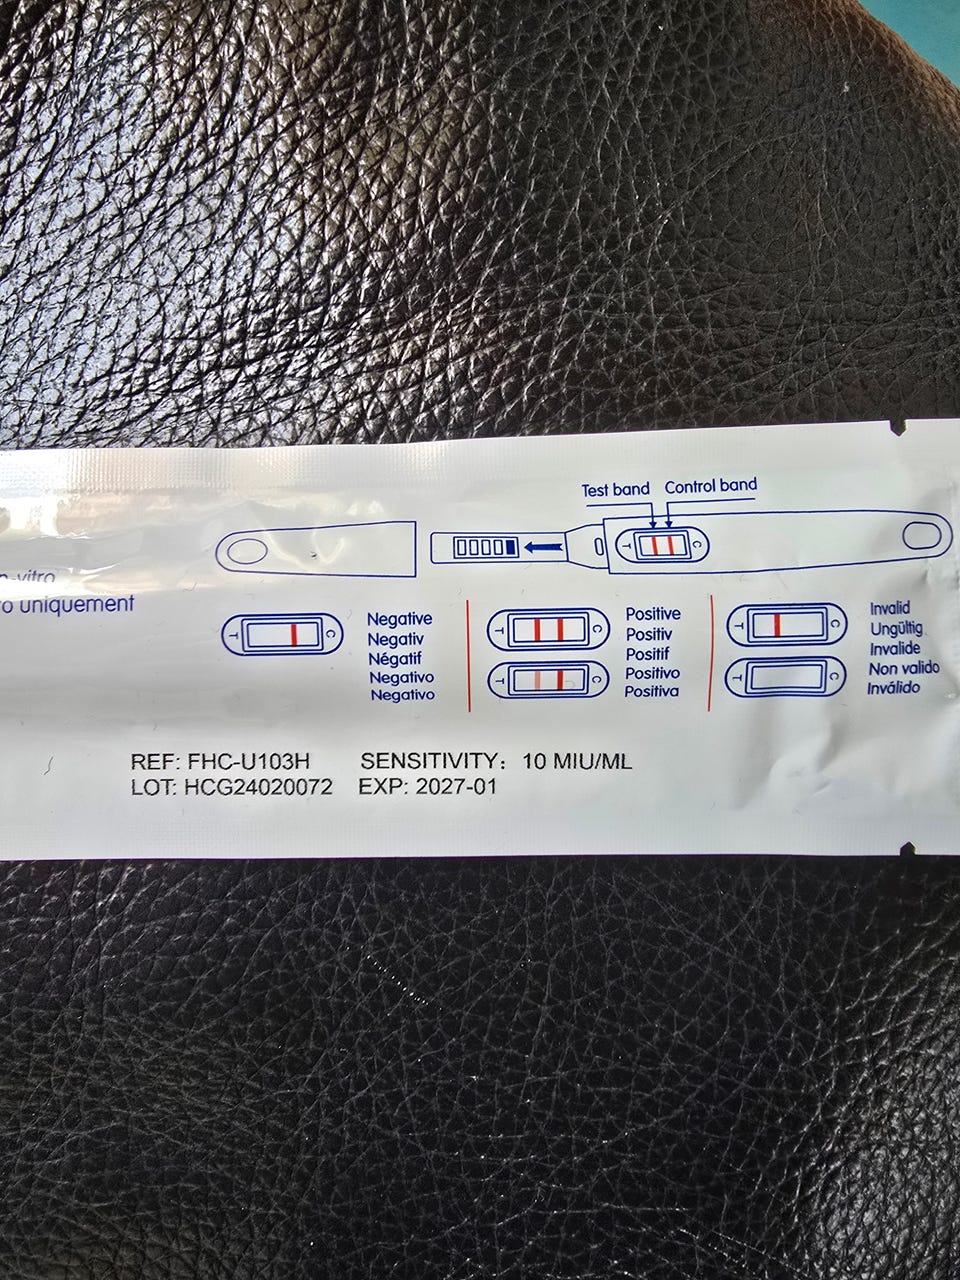 Test band Control band
T C
-vitro
o uniquement
T C
Negative
Negativ
Négatif
Negativo
Negativo
T C
T C
Positive
Positiv
Positif
Positivo
Positiva
T C
T C
Invalid
Ungültig
Invalide
Non valido
Inválido
REF: FHC-U103H SENSITIVITY: 10 MIU/ML
LOT: HCG24020072 EXP: 2027-01